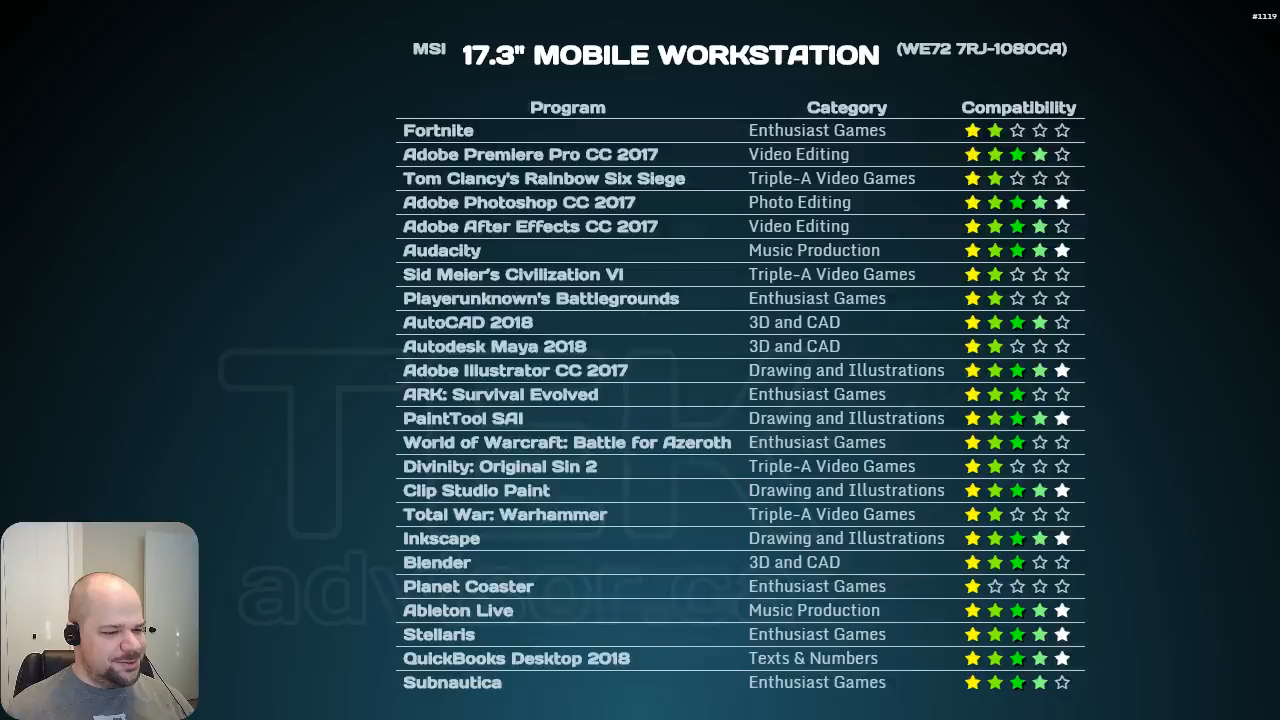 #1119
MSI 17.3" MOBILE WORKSTATION (WE72 7RJ-1080CA)
Program Category Compatibility
Fortnite Enthusiast Games
Adobe Premiere Pro CC 2017 Video Editing
Tom Clancy's Rainbow Six Siege Triple-A Video Games
Adobe Photoshop CC 2017 Photo Editing
Adobe After Effects CC 2017 Video Editing
Audacity Music Production
Sid Meier's Civilization VI Triple-A Video Games
Playerunknown's Battlegrounds Enthusiast Games
AutoCAD 2018 3D and CAD
Autodesk Maya 2018 3D and CAD
Adobe Illustrator CC 2017 Drawing and Illustrations
ARK: Survival Evolved Enthusiast Games
PaintTool SAI Drawing and Illustrations
World of Warcraft: Battle for Azeroth Enthusiast Games
Divinity: Original Sin 2 Triple-A Video Games
Clip Studio Paint Drawing and Illustrations
Total War: Warhammer Triple-A Video Games
Inkscape Drawing and Illustrations
Blender 3D and CAD
Planet Coaster Enthusiast Games
Ableton Live Music Production
Stellaris Enthusiast Games
QuickBooks Desktop 2018 Texts & Numbers
Subnautica Enthusiast Games